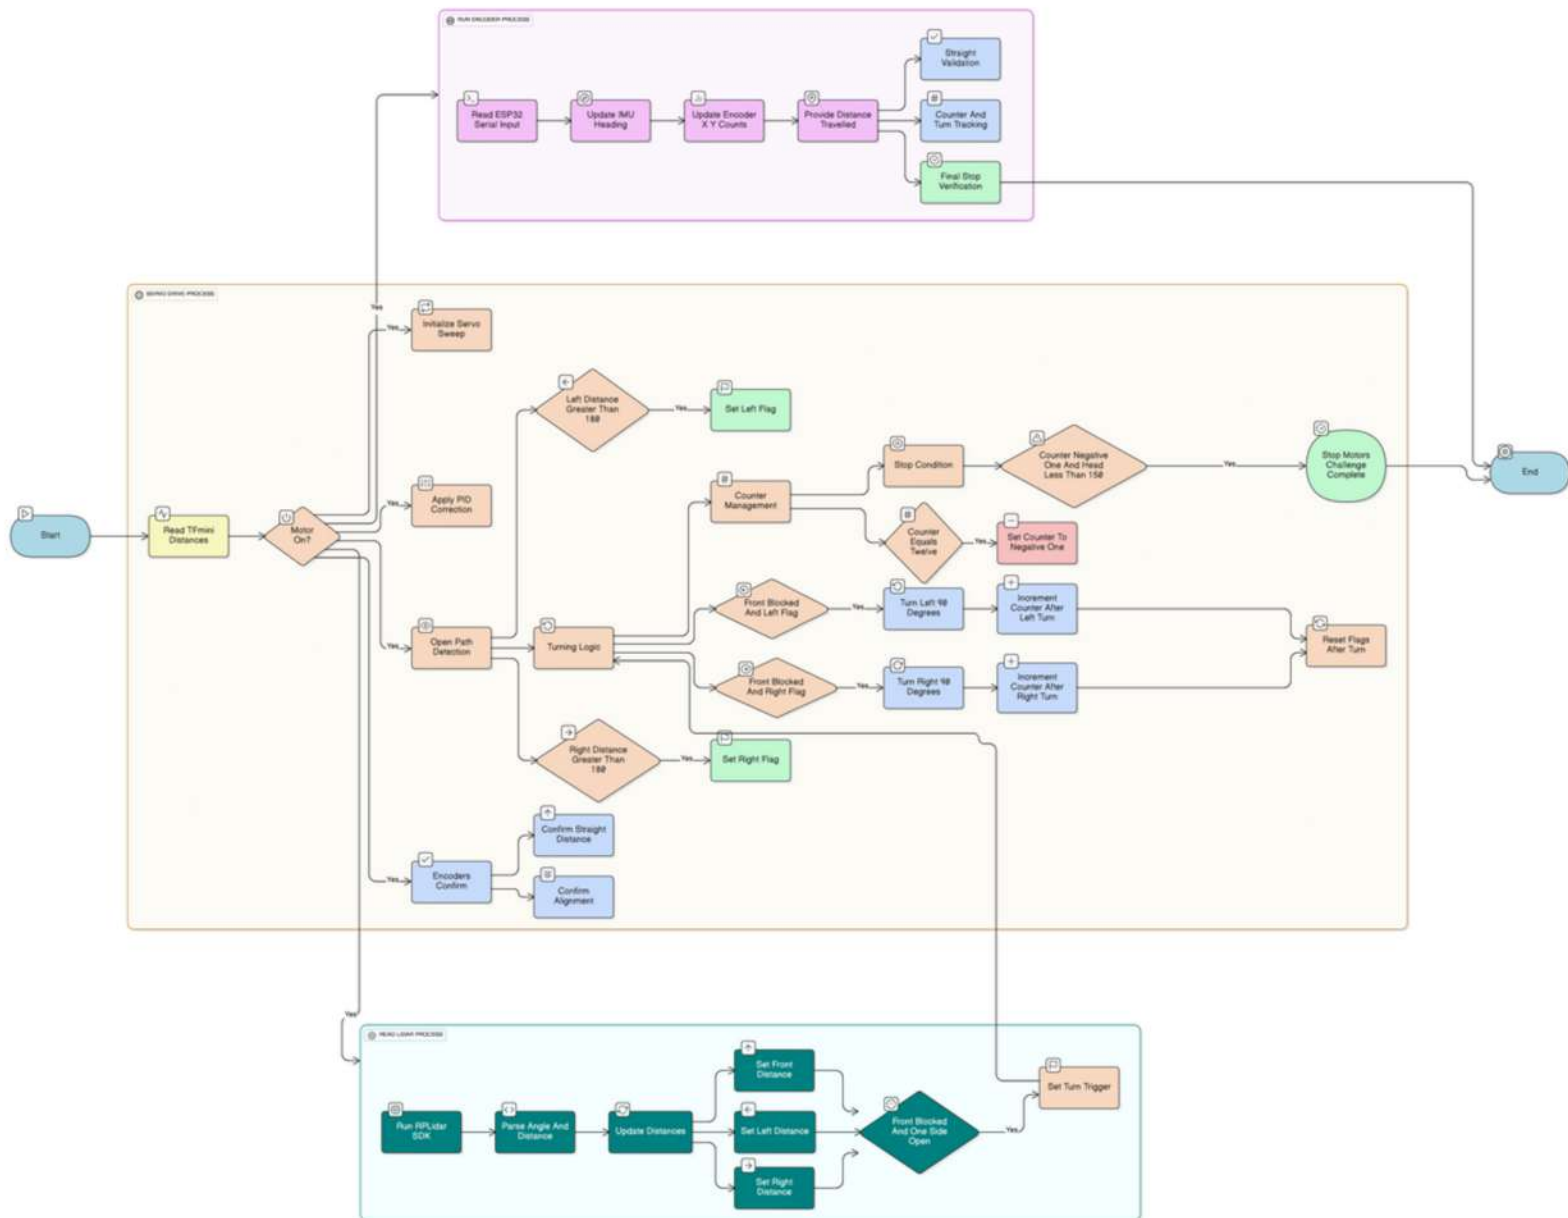 RUN ENCODER PROCESS
Straight
Validation
Read ESP32
Serial Input
Update IMU
Heading
Update Encoder
X Y Counts
Provide Distance
Travelled
Counter And
Turn Tracking
Final Stop
Verification
Yes
Initialize Servo
Sweep
Yes
Left Distance
Greater Than
180
Yes
Set Left Flag
Stop Condition
Counter Negative
One And Head
Less Than 150
Yes
Stop Motors
Challenge
Complete
End
Apply PID
Correction
Yes
Counter
Management
Start
Read TFmini
Distances
Motor
On?
Counter
Equals
Twelve
Yes
Set Counter To
Negative One
Front Blocked
And Left Flag
Yes
Turn Left 90
Degrees
Increment
Counter After
Left Turn
Yes
Open Path
Detection
Turning Logic
Reset Flags
After Turn
Front Blocked
And Right Flag
Yes
Turn Right 90
Degrees
Increment
Counter After
Right Turn
Right Distance
Greater Than
180
Yes
Set Right Flag
Confirm Straight
Distance
Yes
Encoders
Confirm
Confirm
Alignment
Yes
READ LIDAR PROCESS
Set Front
Distance
Set Turn Trigger
Run RPLidar
SDK
Parse Angle And
Distance
Update Distances
Set Left Distance
Front Blocked
And One Side
Open
Yes
Set Right
Distance